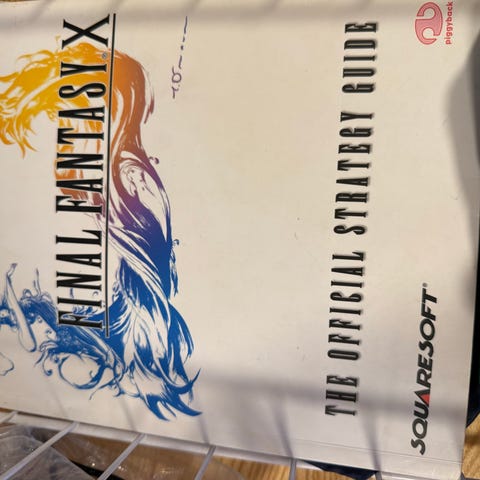 FINAL FANTASY X
THE OFFICIAL STRATEGY GUIDE
SQUARESOFT®
piggyback